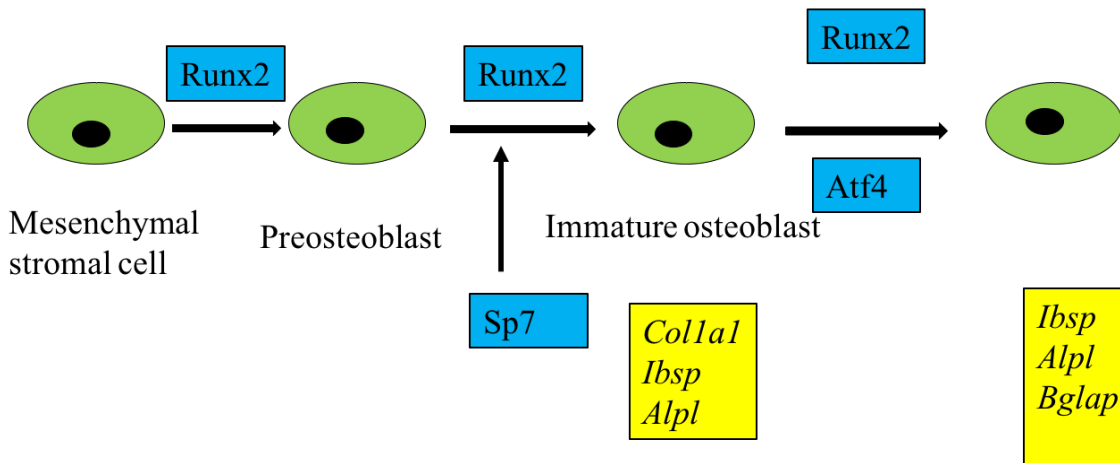 Runx2
Runx2
Runx2
Atf4
Mesenchymal
stromal cell
Preosteoblast
Immature osteoblast
Sp7
Col1a1
Ibsp
Alpl
Ibsp
Alpl
Bglap